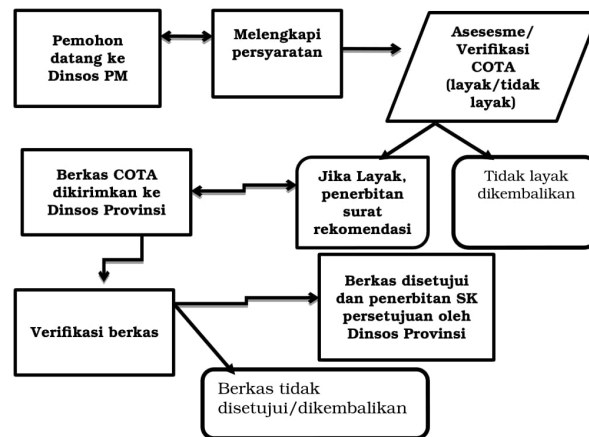 Pemohon
datang ke
Dinsos PM
Melengkapi
persyaratan
Asesesme/
Verifikasi
COTA
(layak/tidak
layak)
Berkas COTA
dikirimkan ke
Dinsos Provinsi
Jika Layak,
penerbitan
surat
rekomendasi
Tidak layak
dikembalikan
Verifikasi berkas
Berkas disetujui
dan penerbitan SK
persetujuan oleh
Dinsos Provinsi
Berkas tidak
disetujui/dikembalikan